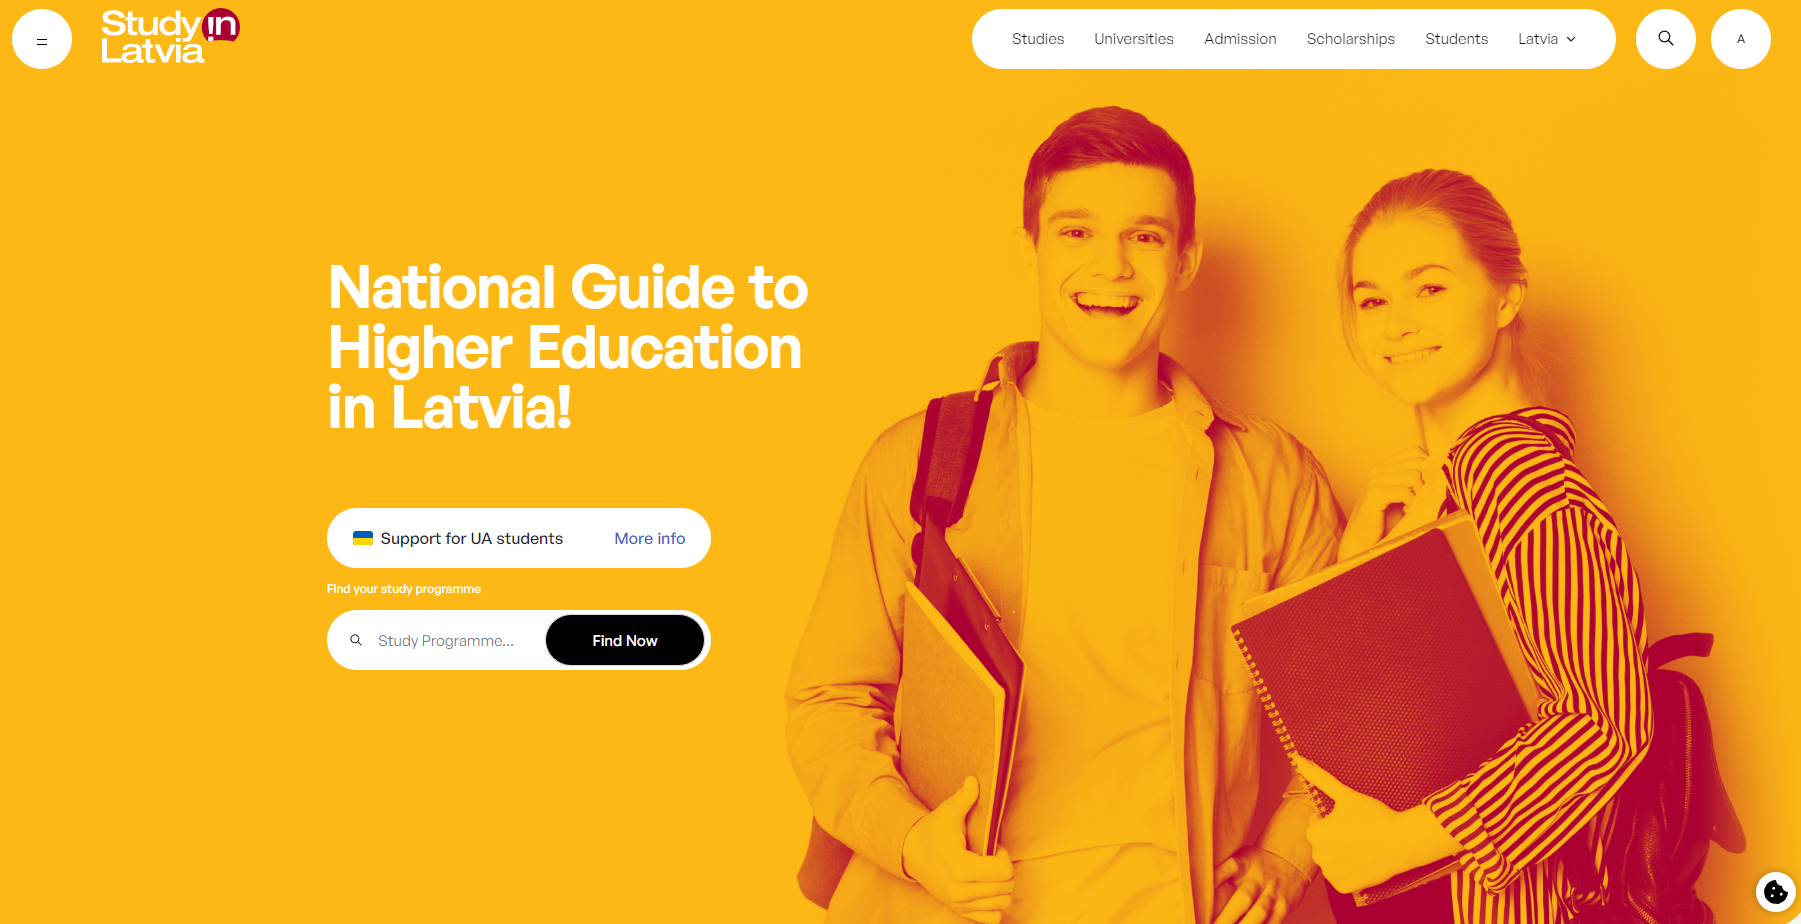 Study in
Latvia
Studies Universities Admission Scholarships Students Latvia
A
National Guide to
Higher Education
in Latvia!
Support for UA students More info
Find your study programme
Study Programme... Find Now